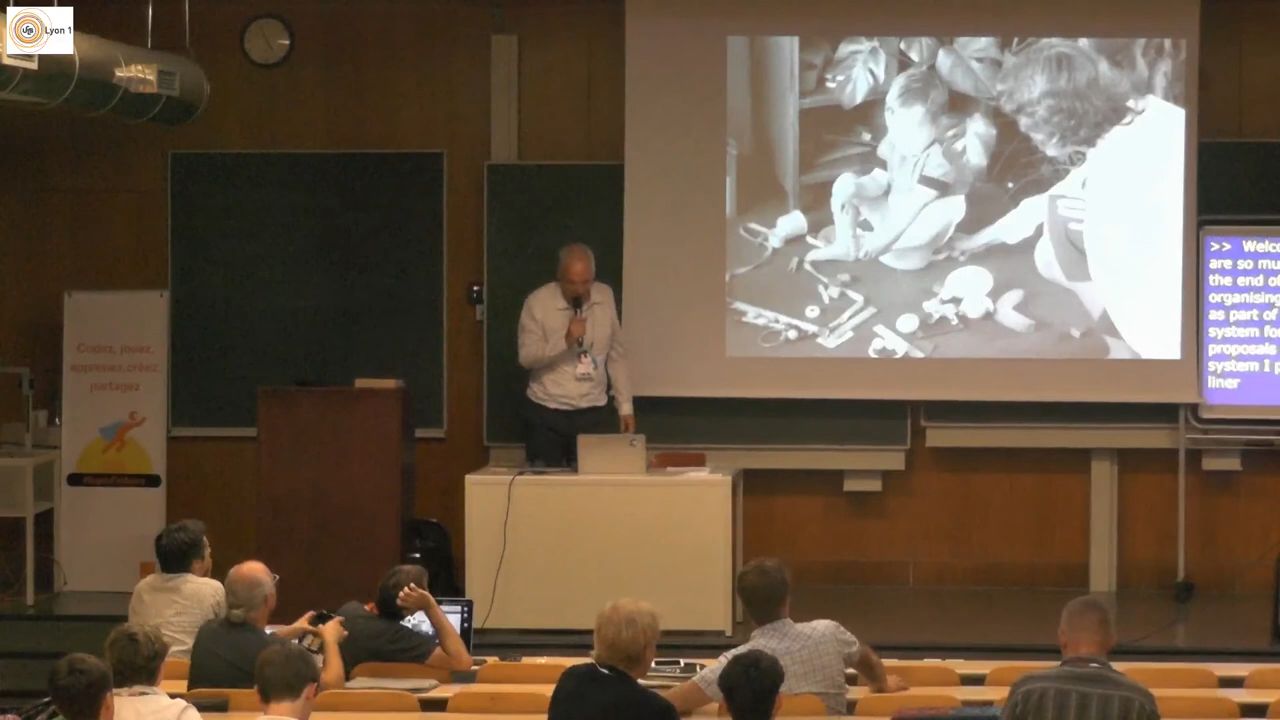 Lyon 1
>> Welco
are so mu
the end of
organising
as part of
system fo
proposals
system I p
liner
Codez, jouez,
apprenez, créez,
partagez